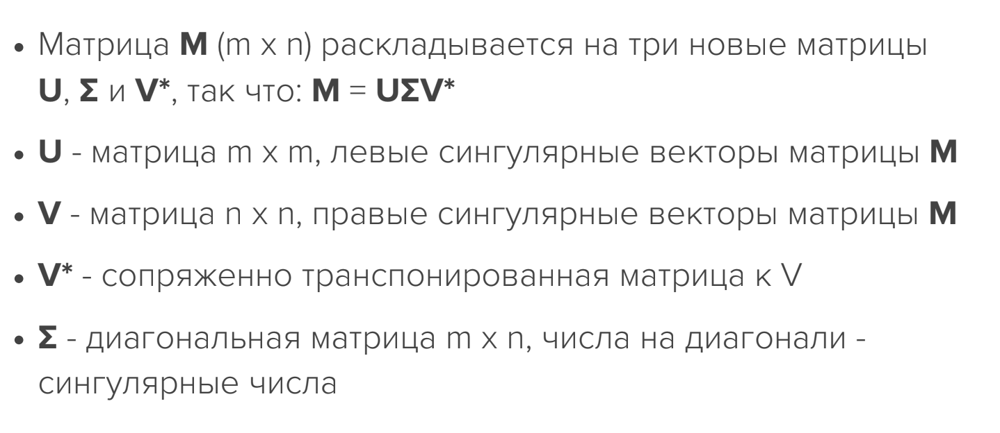 • Матрица M (m x n) раскладывается на три новые матрицы
U, Σ и V*, так что: M = UΣV*
• U - матрица m x m, левые сингулярные векторы матрицы M
• V - матрица n x n, правые сингулярные векторы матрицы M
• V* - сопряженно транспонированная матрица к V
• Σ - диагональная матрица m x n, числа на диагонали -
сингулярные числа